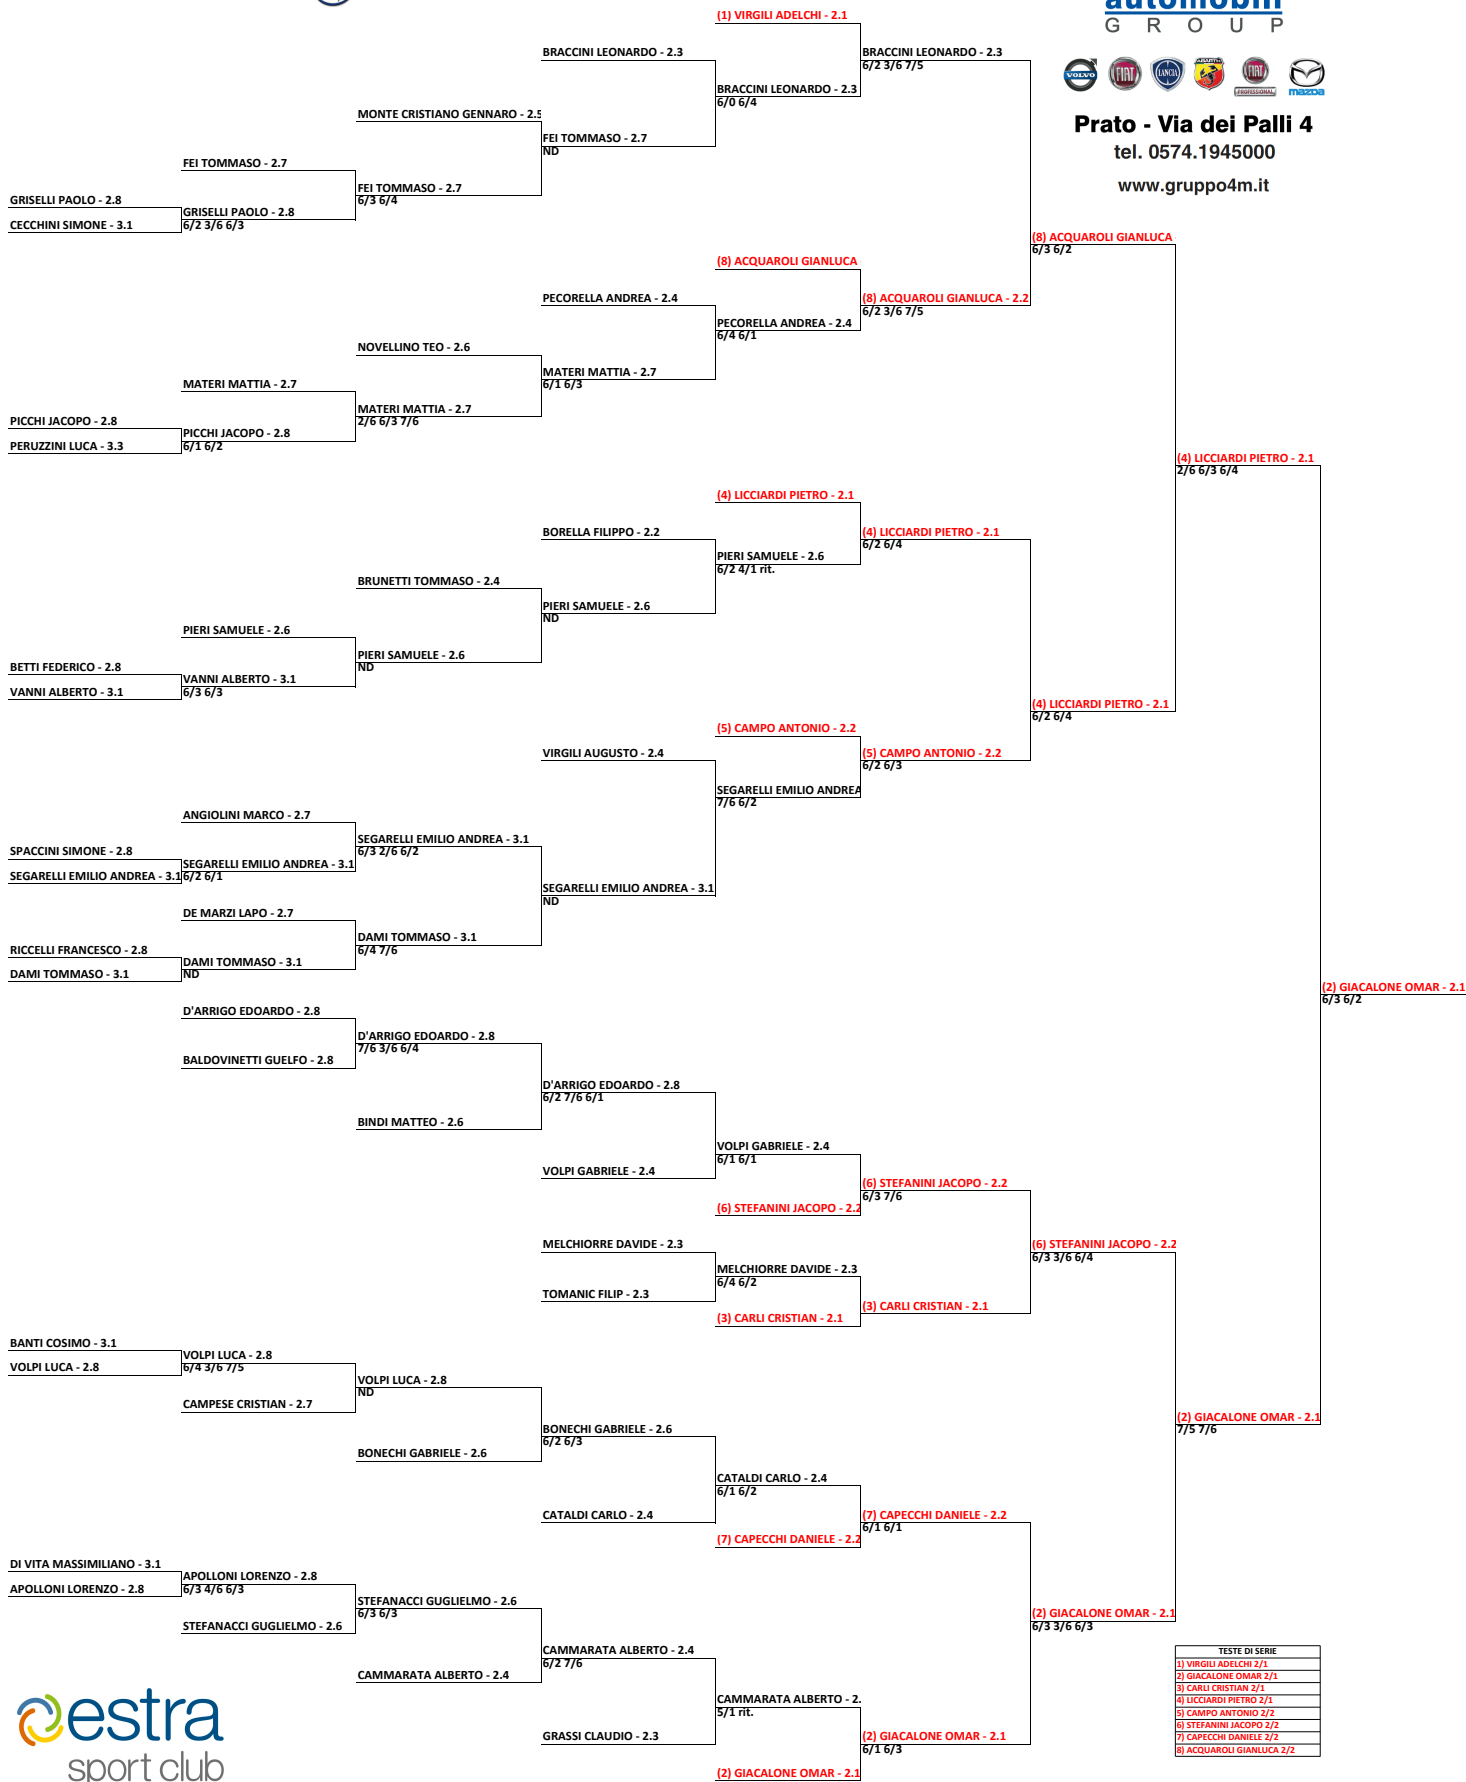 automobili
GROUP
VOLVO
FIAT
LANCIA
ABARTH
FIAT
PROFESSIONAL
mazda
Prato - Via dei Palli 4
tel. 0574.1945000
www.gruppo4m.it
(1) VIRGILI ADELCHI - 2.1
BRACCINI LEONARDO - 2.3
BRACCINI LEONARDO - 2.3
6/2 3/6 7/5
BRACCINI LEONARDO - 2.3
6/0 6/4
MONTE CRISTIANO GENNARO - 2.5
FEI TOMMASO - 2.7
ND
FEI TOMMASO - 2.7
FEI TOMMASO - 2.7
6/3 6/4
GRISELLI PAOLO - 2.8
GRISELLI PAOLO - 2.8
6/2 3/6 6/3
CECCHINI SIMONE - 3.1
(8) ACQUAROLI GIANLUCA
6/3 6/2
(8) ACQUAROLI GIANLUCA
PECORELLA ANDREA - 2.4
(8) ACQUAROLI GIANLUCA - 2.2
6/2 3/6 7/5
PECORELLA ANDREA - 2.4
6/4 6/1
NOVELLINO TEO - 2.6
MATERI MATTIA - 2.7
6/1 6/3
MATERI MATTIA - 2.7
MATERI MATTIA - 2.7
2/6 6/3 7/6
PICCHI JACOPO - 2.8
PICCHI JACOPO - 2.8
6/1 6/2
PERUZZINI LUCA - 3.3
(4) LICCIARDI PIETRO - 2.1
2/6 6/3 6/4
(4) LICCIARDI PIETRO - 2.1
BORELLA FILIPPO - 2.2
(4) LICCIARDI PIETRO - 2.1
6/2 6/4
PIERI SAMUELE - 2.6
6/2 4/1 rit.
BRUNETTI TOMMASO - 2.4
PIERI SAMUELE - 2.6
ND
PIERI SAMUELE - 2.6
PIERI SAMUELE - 2.6
ND
BETTI FEDERICO - 2.8
VANNI ALBERTO - 3.1
6/3 6/3
VANNI ALBERTO - 3.1
(4) LICCIARDI PIETRO - 2.1
6/2 6/4
(5) CAMPO ANTONIO - 2.2
VIRGILI AUGUSTO - 2.4
(5) CAMPO ANTONIO - 2.2
6/2 6/3
SEGARELLI EMILIO ANDREA
7/6 6/2
ANGIOLINI MARCO - 2.7
SEGARELLI EMILIO ANDREA - 3.1
6/3 2/6 6/2
SPACCINI SIMONE - 2.8
SEGARELLI EMILIO ANDREA - 3.1
6/2 6/1
SEGARELLI EMILIO ANDREA - 3.1
SEGARELLI EMILIO ANDREA - 3.1
ND
DE MARZI LAPO - 2.7
DAMI TOMMASO - 3.1
6/4 7/6
RICCELLI FRANCESCO - 2.8
DAMI TOMMASO - 3.1
ND
DAMI TOMMASO - 3.1
(2) GIACALONE OMAR - 2.1
6/3 6/2
D'ARRIGO EDOARDO - 2.8
D'ARRIGO EDOARDO - 2.8
7/6 3/6 6/4
BALDOVINETTI GUELFO - 2.8
D'ARRIGO EDOARDO - 2.8
6/2 7/6 6/1
BINDI MATTEO - 2.6
VOLPI GABRIELE - 2.4
6/1 6/1
VOLPI GABRIELE - 2.4
(6) STEFANINI JACOPO - 2.2
6/3 7/6
(6) STEFANINI JACOPO - 2.2
MELCHIORRE DAVIDE - 2.3
(6) STEFANINI JACOPO - 2.2
6/3 3/6 6/4
MELCHIORRE DAVIDE - 2.3
6/4 6/2
TOMANIC FILIP - 2.3
(3) CARLI CRISTIAN - 2.1
(3) CARLI CRISTIAN - 2.1
BANTI COSIMO - 3.1
VOLPI LUCA - 2.8
6/4 3/6 7/5
VOLPI LUCA - 2.8
VOLPI LUCA - 2.8
ND
CAMPESE CRISTIAN - 2.7
(2) GIACALONE OMAR - 2.1
7/5 7/6
BONECHI GABRIELE - 2.6
6/2 6/3
BONECHI GABRIELE - 2.6
CATALDI CARLO - 2.4
6/1 6/2
CATALDI CARLO - 2.4
(7) CAPECCHI DANIELE - 2.2
6/1 6/1
(7) CAPECCHI DANIELE - 2.2
DI VITA MASSIMILIANO - 3.1
APOLLONI LORENZO - 2.8
6/3 4/6 6/3
APOLLONI LORENZO - 2.8
STEFANACCI GUGLIELMO - 2.6
6/3 6/3
STEFANACCI GUGLIELMO - 2.6
(2) GIACALONE OMAR - 2.1
6/3 3/6 6/3
CAMMARATA ALBERTO - 2.4
6/2 7/6
CAMMARATA ALBERTO - 2.4
CAMMARATA ALBERTO - 2.
5/1 rit.
GRASSI CLAUDIO - 2.3
(2) GIACALONE OMAR - 2.1
6/1 6/3
(2) GIACALONE OMAR - 2.1
TESTE DI SERIE
1) VIRGILI ADELCHI 2/1
2) GIACALONE OMAR 2/1
3) CARLI CRISTIAN 2/1
4) LICCIARDI PIETRO 2/1
5) CAMPO ANTONIO 2/2
6) STEFANINI JACOPO 2/2
7) CAPECCHI DANIELE 2/2
8) ACQUAROLI GIANLUCA 2/2
estra
sport club